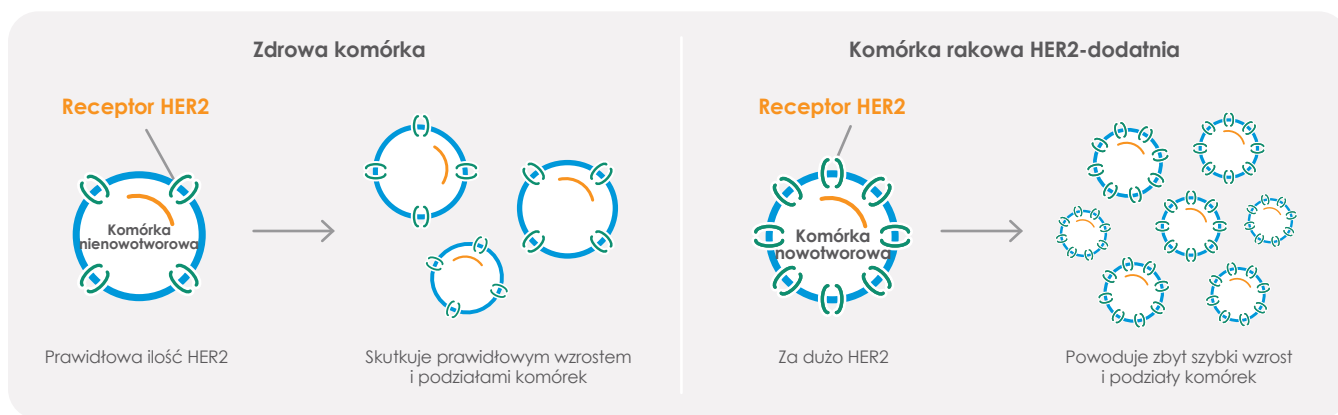 Zdrowa komórka
Receptor HER2
Komórka
nienowotworowa
Prawidłowa ilość HER2
Skutkuje prawidłowym wzrostem
i podziałami komórek
Komórka rakowa HER2-dodatnia
Receptor HER2
Komórka
nowotworowa
Za dużo HER2
Powoduje zbyt szybki wzrost
i podziały komórek